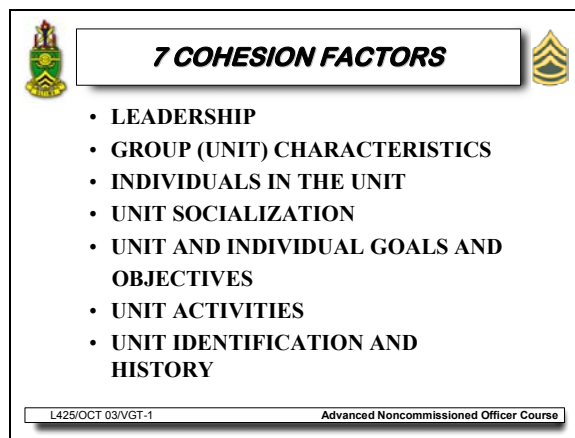 7 COHESION FACTORS
• LEADERSHIP
• GROUP (UNIT) CHARACTERISTICS
• INDIVIDUALS IN THE UNIT
• UNIT SOCIALIZATION
• UNIT AND INDIVIDUAL GOALS AND
OBJECTIVES
• UNIT ACTIVITIES
• UNIT IDENTIFICATION AND
HISTORY
L425/OCT 03/VGT-1 Advanced Noncommissioned Officer Course